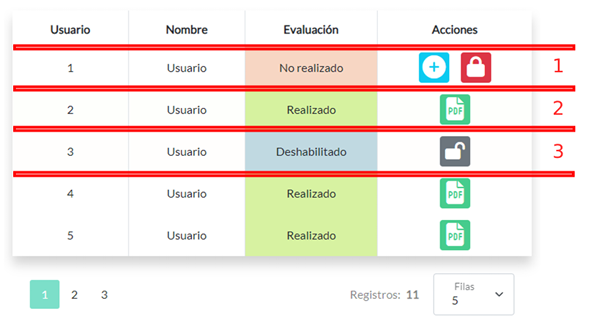 Usuario Nombre Evaluación Acciones
1 Usuario No realizado 1
2 Usuario Realizado PDF 2
3 Usuario Deshabilitado 3
4 Usuario Realizado PDF
5 Usuario Realizado PDF
1 2 3 Registros: 11 Filas
5